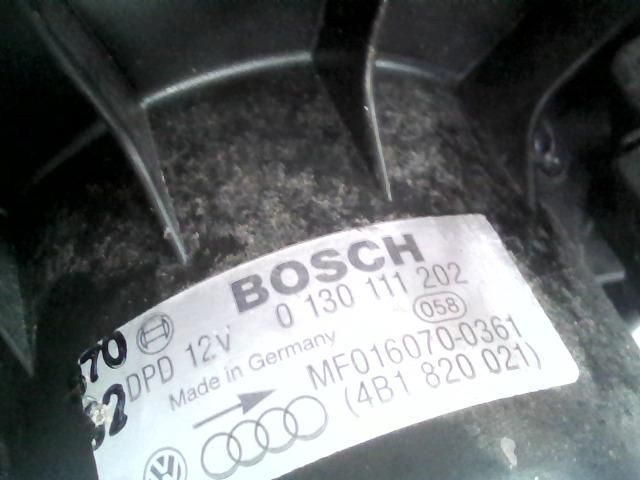 BOSCH
0 130 111 202
DPD 12V
058
Made in Germany
MF016070-0361
(4B1 820 021)